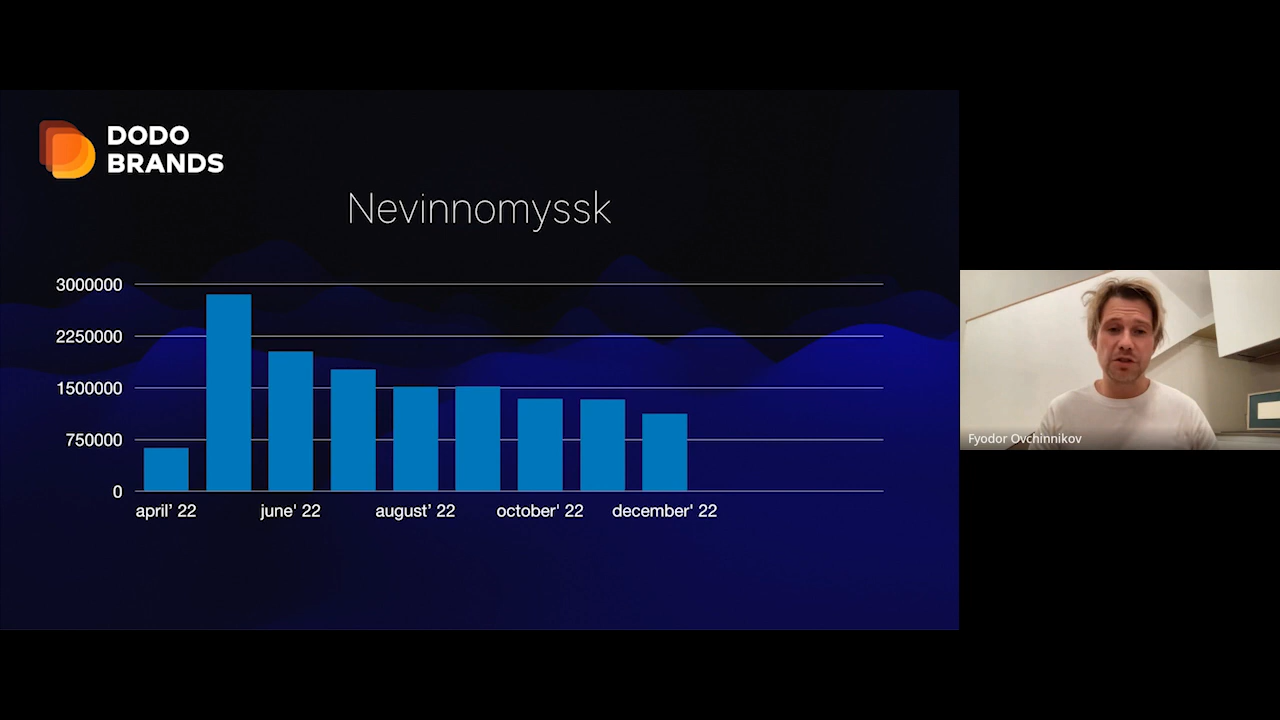 DODO
BRANDS
Nevinnomyssk
3000000
2250000
1500000
750000
0
april’ 22
june' 22
august’ 22
october' 22
december' 22
Fyodor Ovchinnikov